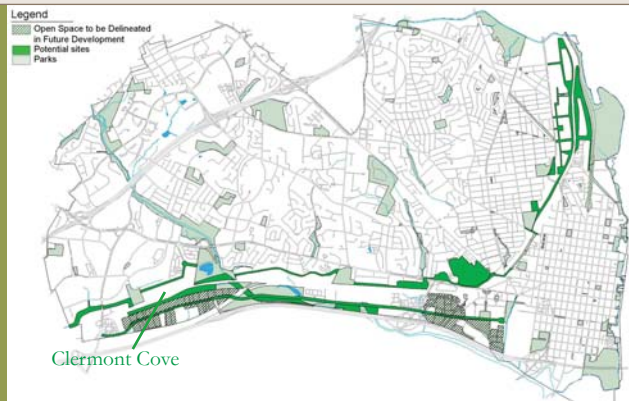 Legend
Open Space to be Delineated
in Future Development
Potential sites
Parks
Clermont Cove